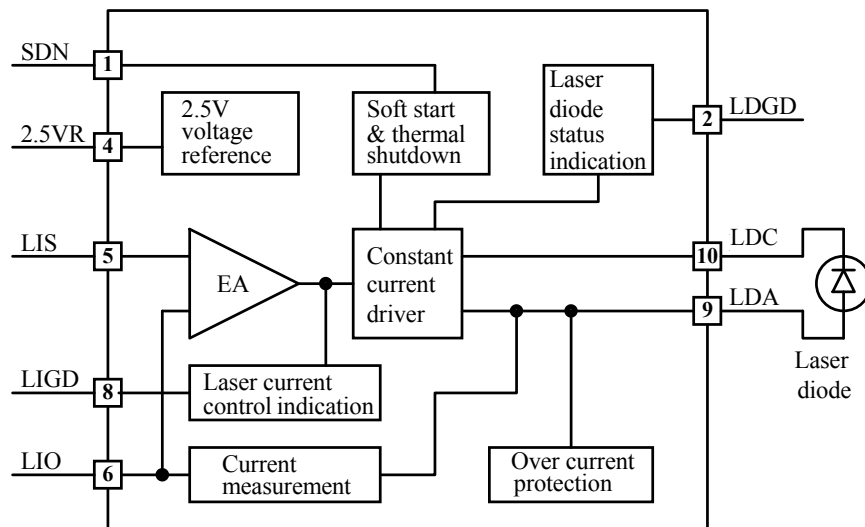 SDN
1
2.5V
voltage
reference
Soft start
& thermal
shutdown
Laser
diode
status
indication
2
LDGD
2.5VR
4
LIS
5
EA
Constant
current
driver
10
LDC
9
LDA
Laser
diode
LIGD
8
Laser current
control indication
LIO
6
Current
measurement
Over current
protection